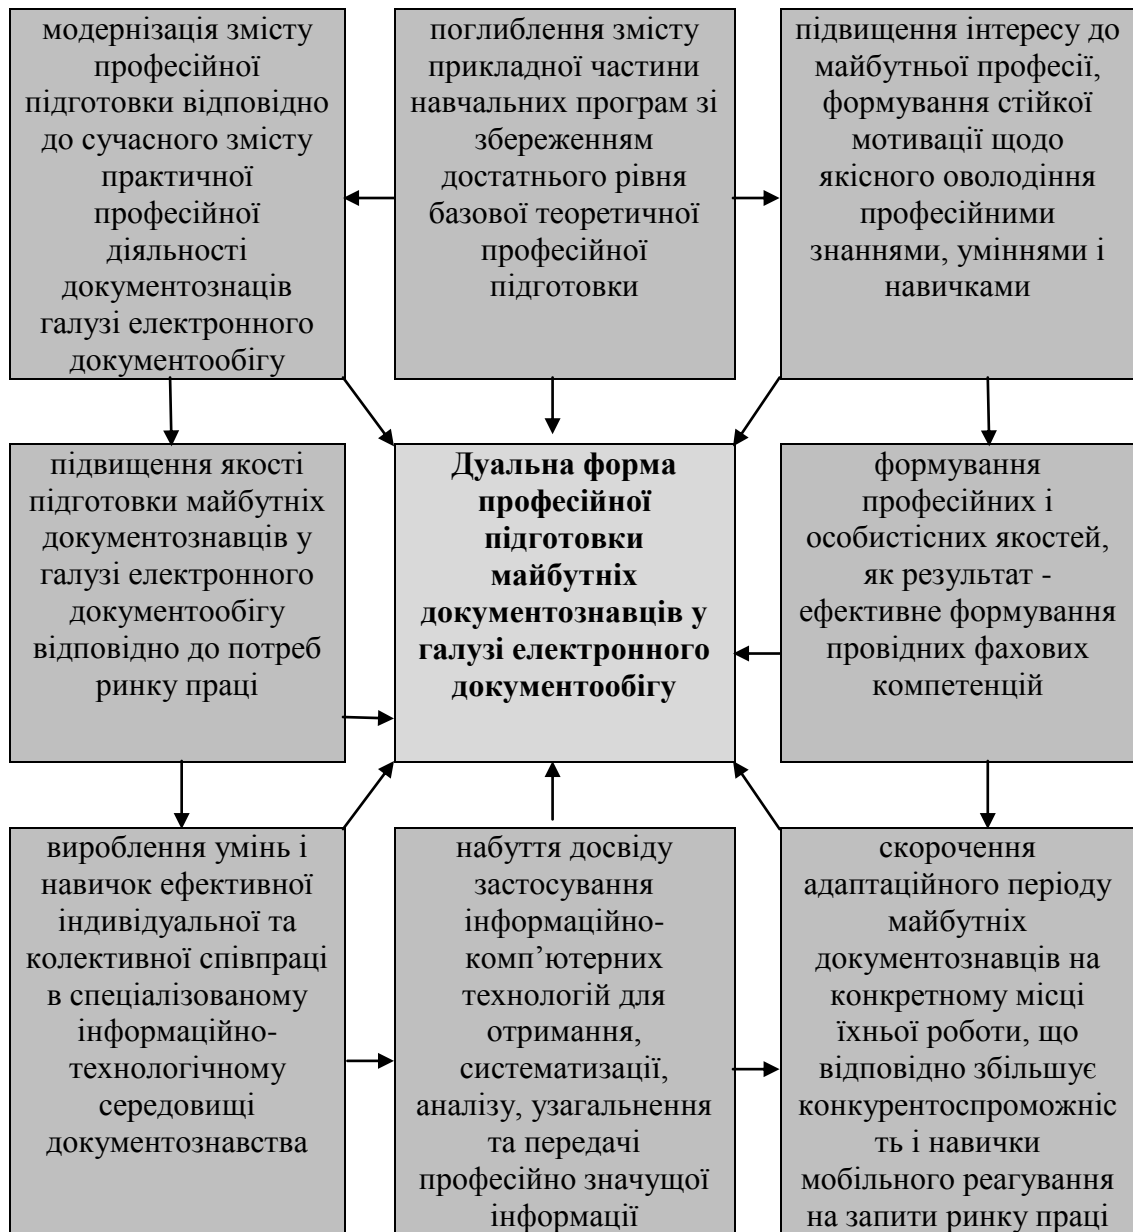 модернізація змісту
професійної
підготовки відповідно
до сучасного змісту
практичної
професійної
діяльності
документознаців
галузі електронного
документообігу
поглиблення змісту
прикладної частини
навчальних програм зі
збереженням
достатнього рівня
базової теоретичної
професійної
підготовки
підвищення інтересу до
майбутньої професії,
формування стійкої
мотивації щодо
якісного оволодіння
професійними
знаннями, уміннями і
навичками
підвищення якості
підготовки майбутніх
документознавців у
галузі електронного
документообігу
відповідно до потреб
ринку праці
Дуальна форма
професійної
підготовки
майбутніх
документознавців у
галузі електронного
документообігу
формування
професійних і
особистісних якостей,
як результат -
ефективне формування
провідних фахових
компетенцій
вироблення умінь і
навичок ефективної
індивідуальної та
колективної співпраці
в спеціалізованому
інформаційно-
технологічному
середовищі
документознавства
набуття досвіду
застосування
інформаційно-
комп’ютерних
технологій для
отримання,
систематизації,
аналізу, узагальнення
та передачі
професійно значущої
інформації
скорочення
адаптаційного періоду
майбутніх
документознавців на
конкретному місці
їхньої роботи, що
відповідно збільшує
конкурентоспроможніс
ть і навички
мобільного реагування
на запити ринку праці